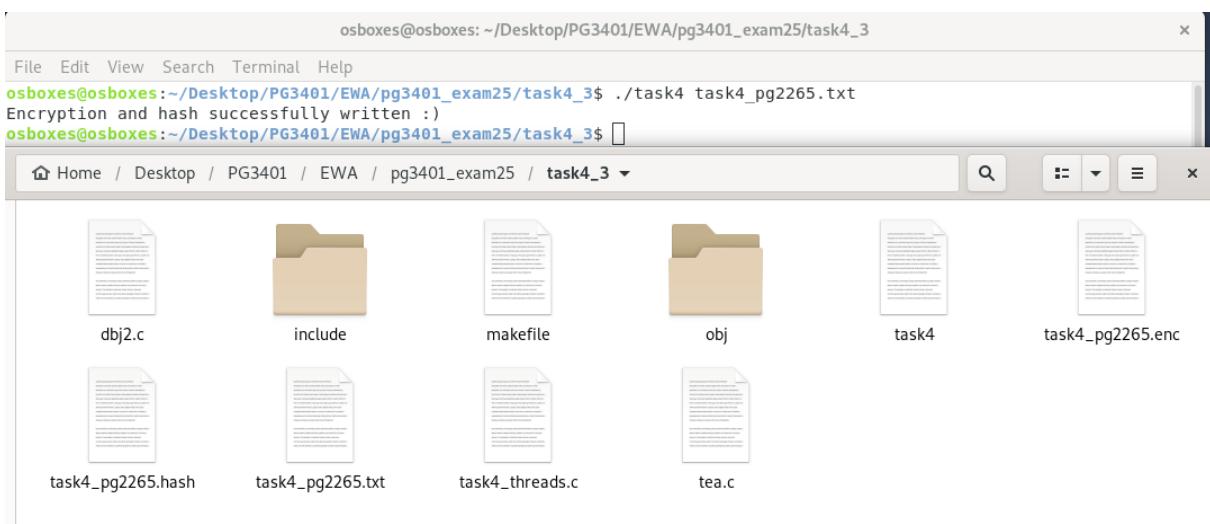 osboxes@osboxes: ~/Desktop/PG3401/EWA/pg3401_exam25/task4_3 ×
File Edit View Search Terminal Help
osboxes@osboxes:~/Desktop/PG3401/EWA/pg3401_exam25/task4_3$ ./task4 task4_pg2265.txt
Encryption and hash successfully written :)
osboxes@osboxes:~/Desktop/PG3401/EWA/pg3401_exam25/task4_3$
Home / Desktop / PG3401 / EWA / pg3401_exam25 / task4_3
dbj2.c include makefile obj task4 task4_pg2265.enc
task4_pg2265.hash task4_pg2265.txt task4_threads.c tea.c